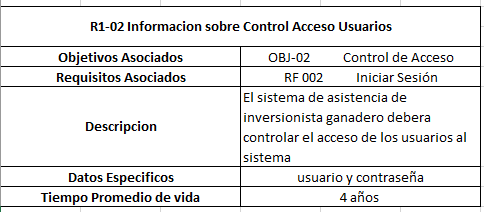 R1-02 Informacion sobre Control Acceso Usuarios
Objetivos Asociados OBJ-02 Control de Acceso
Requisitos Asociados RF 002 Iniciar Sesión
Descripcion
El sistema de asistencia de
inversionista ganadero debera
controlar el acceso de los usuarios al
sistema
Datos Especificos usuario y contraseña
Tiempo Promedio de vida 4 años